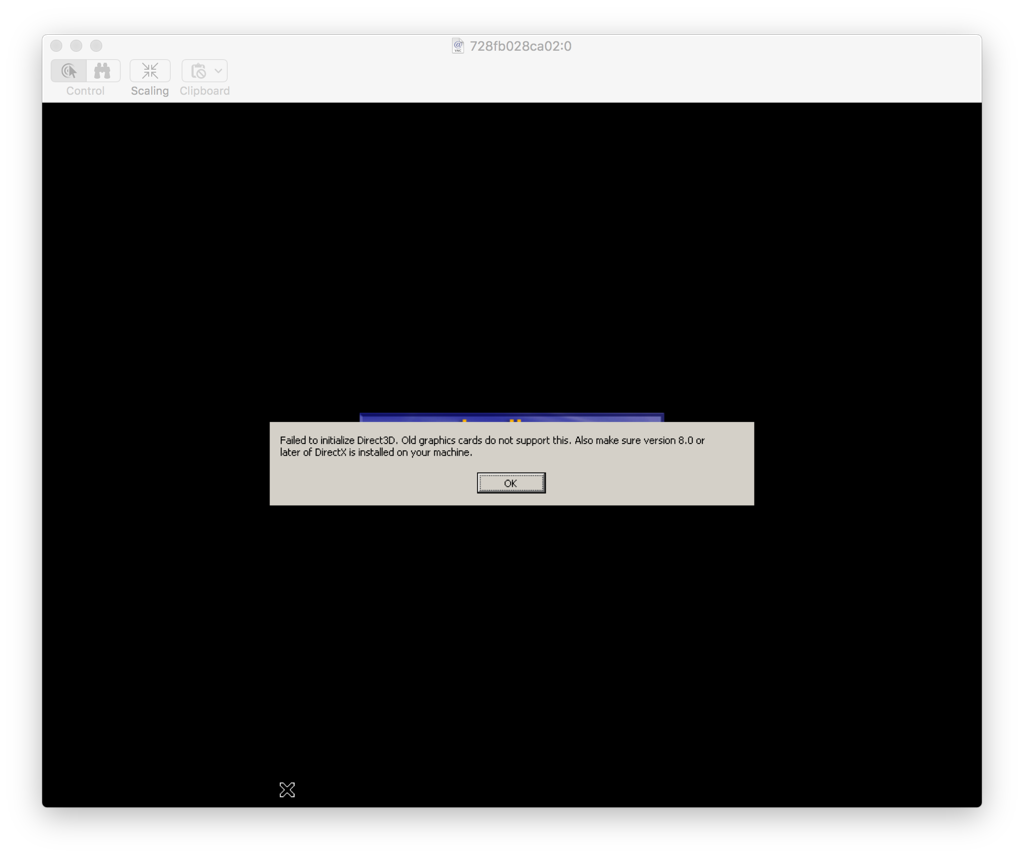 728fb028ca02:0
Control
Scaling
Clipboard
Failed to initialize Direct3D. Old graphics cards do not support this. Also make sure version 8.0 or
later of DirectX is installed on your machine.
OK